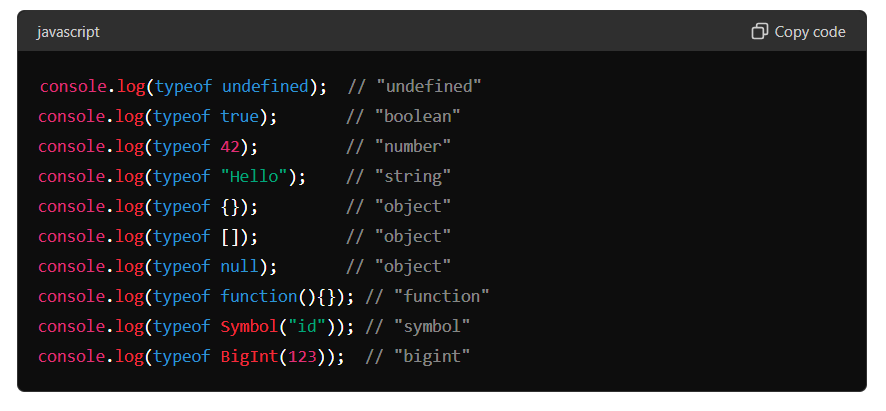 javascript
Copy code
console.log(typeof undefined);  // "undefined"
console.log(typeof true);       // "boolean"
console.log(typeof 42);         // "number"
console.log(typeof "Hello");    // "string"
console.log(typeof {});         // "object"
console.log(typeof []);         // "object"
console.log(typeof null);       // "object"
console.log(typeof function(){}); // "function"
console.log(typeof Symbol("id")); // "symbol"
console.log(typeof BigInt(123));  // "bigint"